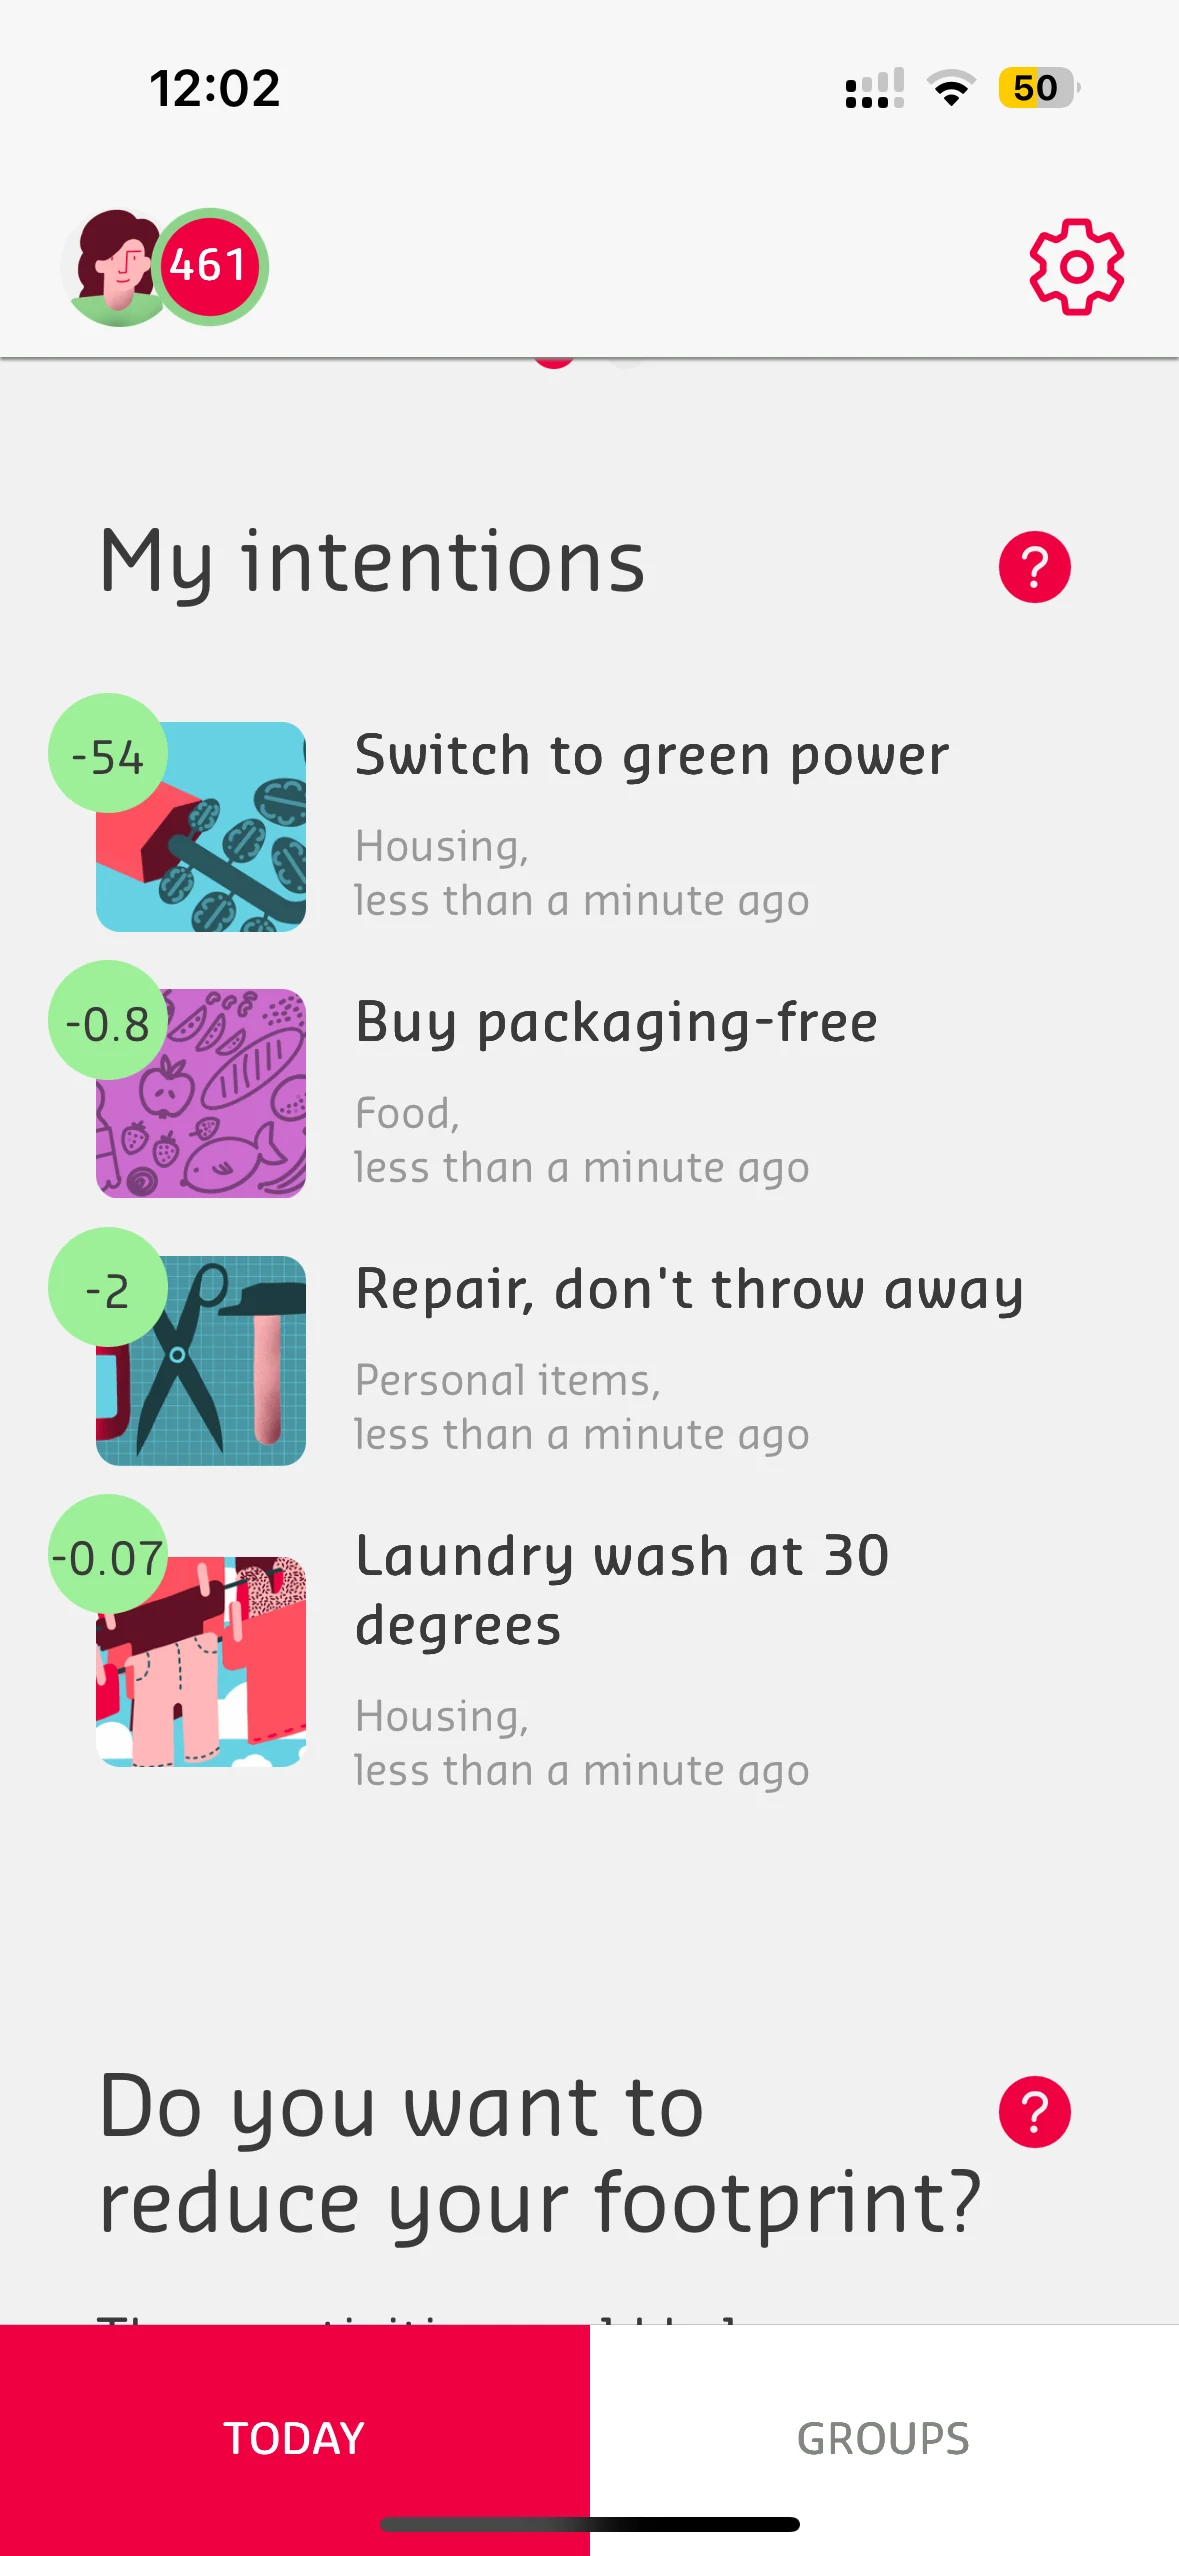 12:02
50
461
My intentions
?
-54
Switch to green power
Housing,
less than a minute ago
-0.8
Buy packaging-free
Food,
less than a minute ago
-2
Repair, don't throw away
Personal items,
less than a minute ago
-0.07
Laundry wash at 30
degrees
Housing,
less than a minute ago
Do you want to
?
reduce your footprint?
TODAY
GROUPS